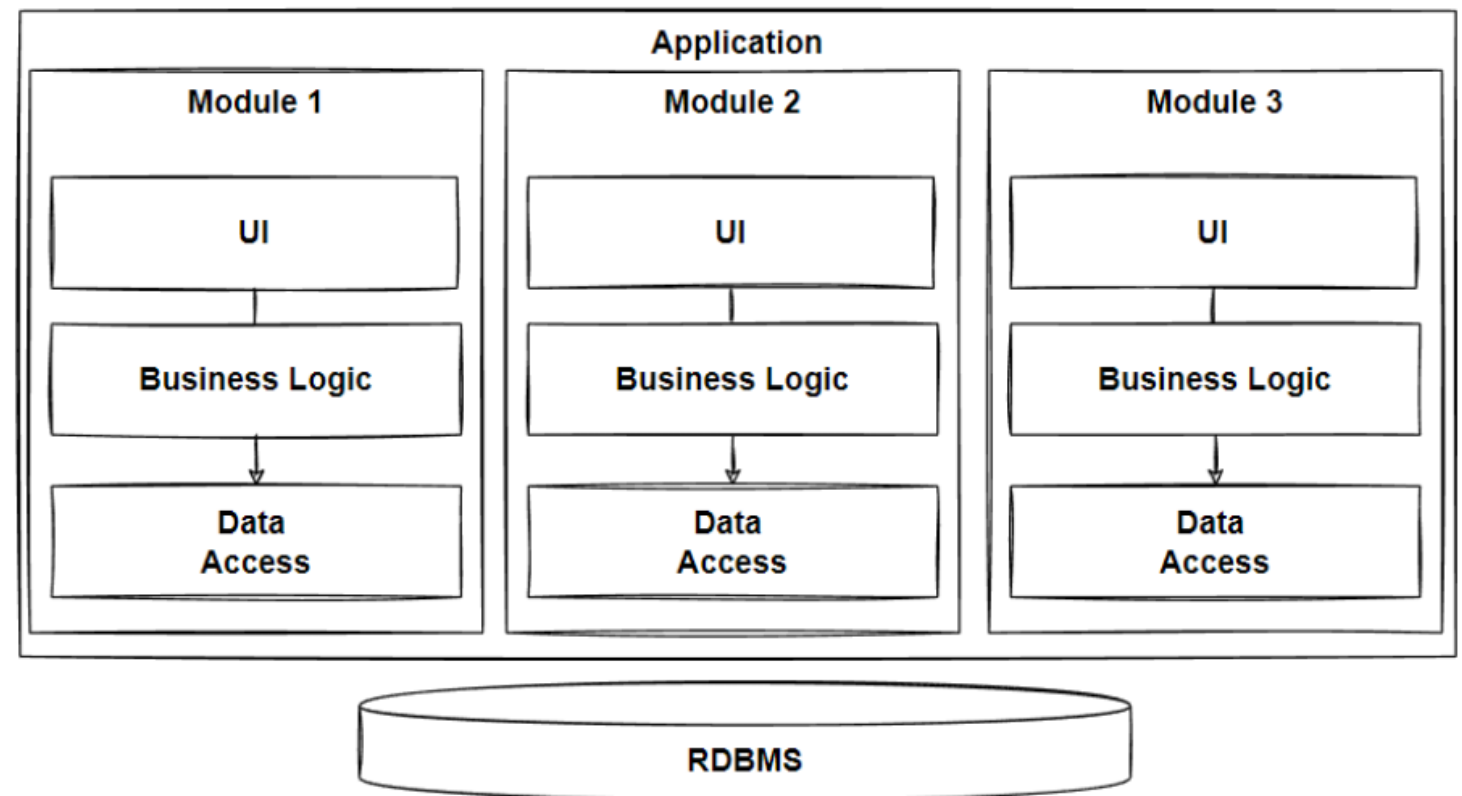 Application
Module 1
Module 2
Module 3
UI
UI
UI
Business Logic
Business Logic
Business Logic
Data
Access
Data
Access
Data
Access
RDBMS